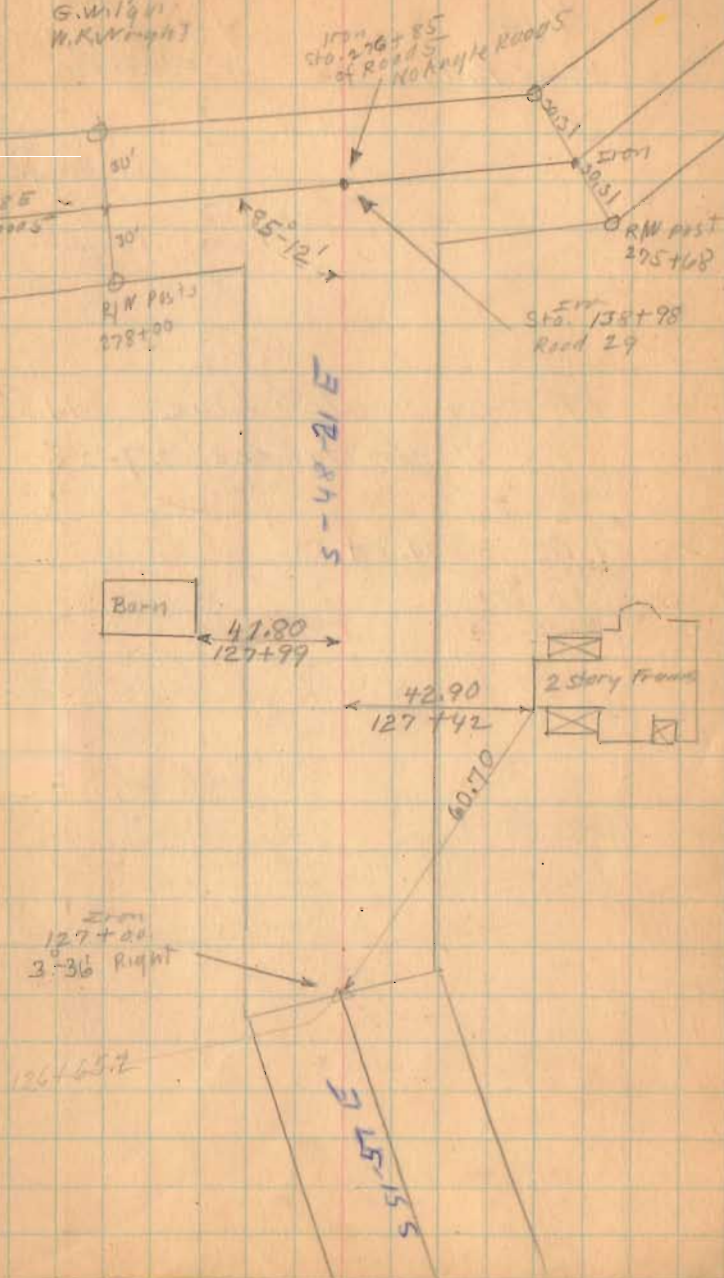 W.R. Wright
Iron
Sta. 276+85
of Road 5
No Angle Road 5
30.31
Iron
30.31
30'
30'
85°-12'
R/W Post
275+68
R/W Posts
278+00
Iron
Sta. 138+98
Road 29
S-48-21 E
Barn
41.80
127+99
42.90
127+42
2 story Frame
60.70
Iron
127+00
3°-36' Right
126+65.2
S 51-57 E